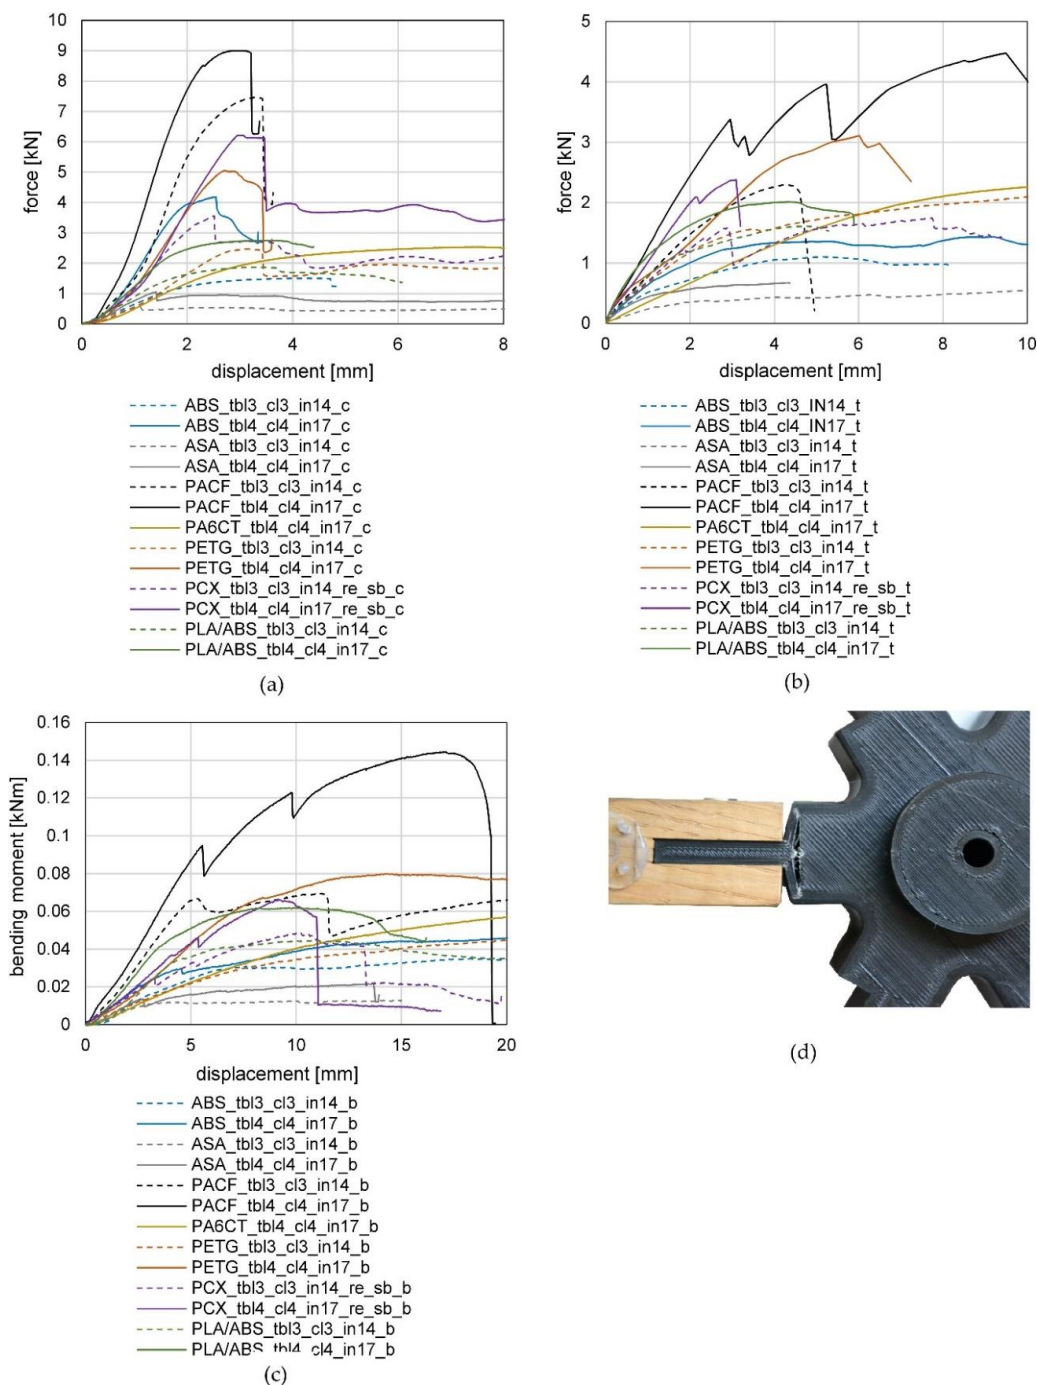 10
9
8
7
6
5
4
3
2
1
0
force [kN]
0 2 4 6 8
displacement [mm]
ABS_tbl3_cl3_in14_c
ABS_tbl4_cl4_in17_c
ASA_tbl3_cl3_in14_c
ASA_tbl4_cl4_in17_c
PACF_tbl3_cl3_in14_c
PACF_tbl4_cl4_in17_c
PA6CT_tbl4_cl4_in17_c
PETG_tbl3_cl3_in14_c
PETG_tbl4_cl4_in17_c
PCX_tbl3_cl3_in14_re_sb_c
PCX_tbl4_cl4_in17_re_sb_c
PLA/ABS_tbl3_cl3_in14_c
PLA/ABS_tbl4_cl4_in17_c
(a)
5
4
3
2
1
0
force [kN]
0 2 4 6 8 10
displacement [mm]
ABS_tbl3_cl3_IN14_t
ABS_tbl4_cl4_IN17_t
ASA_tbl3_cl3_in14_t
ASA_tbl4_cl4_in17_t
PACF_tbl3_cl3_in14_t
PACF_tbl4_cl4_in17_t
PA6CT_tbl4_cl4_in17_t
PETG_tbl3_cl3_in14_t
PETG_tbl4_cl4_in17_t
PCX_tbl3_cl3_in14_re_sb_t
PCX_tbl4_cl4_in17_re_sb_t
PLA/ABS_tbl3_cl3_in14_t
PLA/ABS_tbl4_cl4_in17_t
(b)
0.16
0.14
0.12
0.1
0.08
0.06
0.04
0.02
0
bending moment [kNm]
0 5 10 15 20
displacement [mm]
ABS_tbl3_cl3_in14_b
ABS_tbl4_cl4_in17_b
ASA_tbl3_cl3_in14_b
ASA_tbl4_cl4_in17_b
PACF_tbl3_cl3_in14_b
PACF_tbl4_cl4_in17_b
PA6CT_tbl4_cl4_in17_b
PETG_tbl3_cl3_in14_b
PETG_tbl4_cl4_in17_b
PCX_tbl3_cl3_in14_re_sb_b
PCX_tbl4_cl4_in17_re_sb_b
PLA/ABS_tbl3_cl3_in14_b
PLA/ABS_tbl4_cl4_in17_b
(c)
(d)